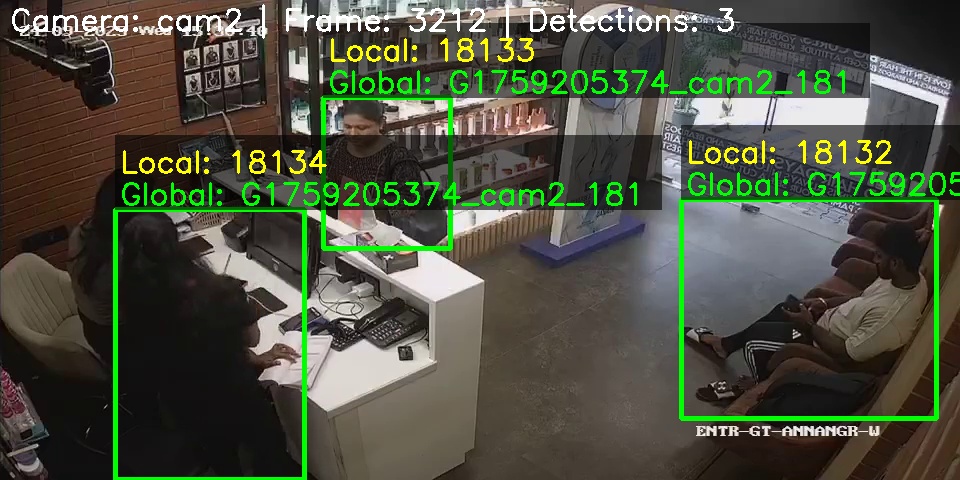 Camera: cam2 | Frame: 3212 | Detections: 3
Local: 18133
Global: G1759205374_cam2_181
Local: 18134
Global: G1759205374_cam2_181
Local: 18132
Global: G1759205
ENTR-GT-ANNANGR-W